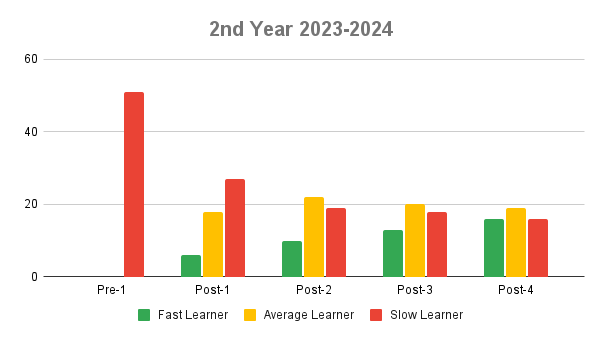 2nd Year 2023-2024
60
40
20
0
Pre-1 Post-1 Post-2 Post-3 Post-4
Fast Learner Average Learner Slow Learner